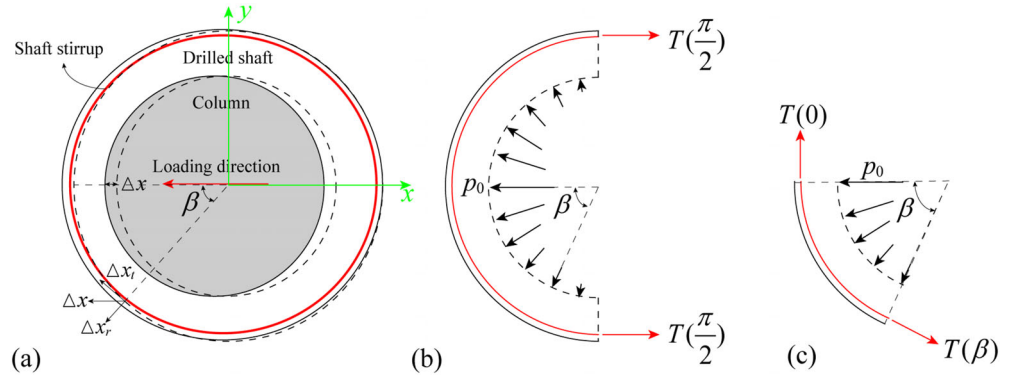 y
Shaft stirrup
Drilled shaft
Column
Loading direction
Δx
β
x
Δx_t
Δx
Δx_r
(a)
T(π/2)
p₀
β
T(π/2)
(b)
T(0)
p₀
β
T(β)
(c)